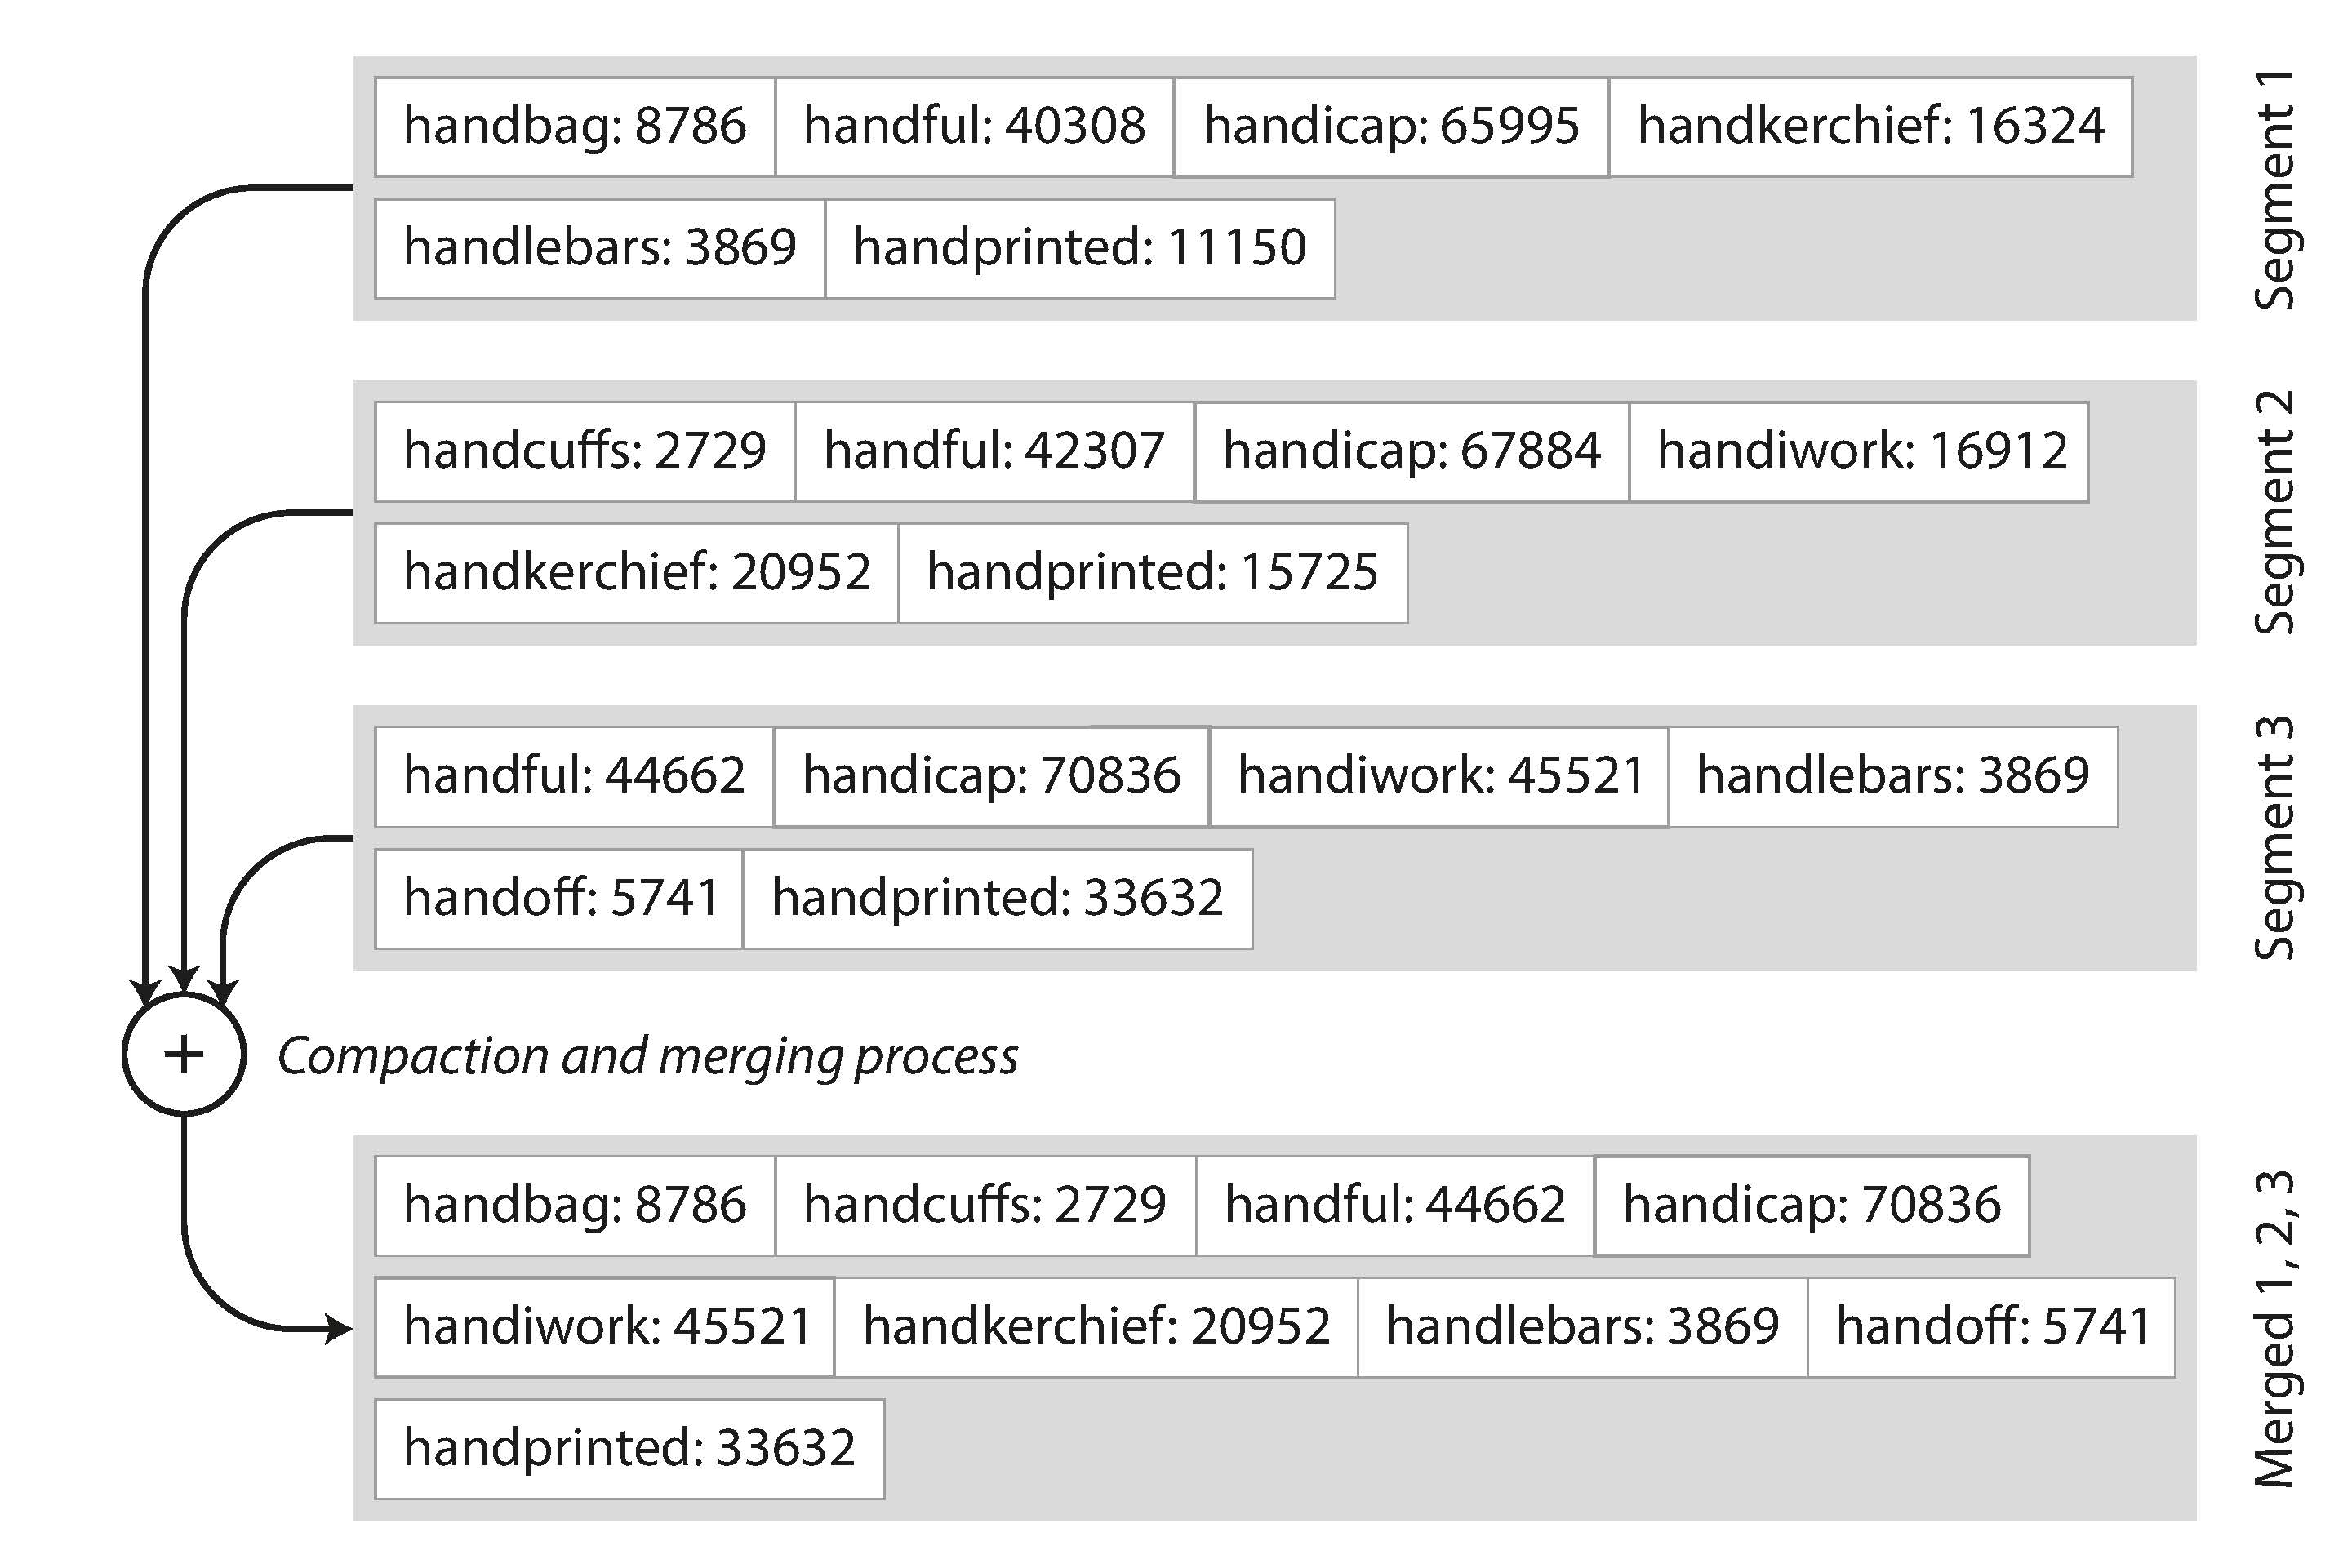 handbag: 8786 handful: 40308 handicap: 65995 handkerchief: 16324
handlebars: 3869 handprinted: 11150
Segment 1
handcuffs: 2729 handful: 42307 handicap: 67884 handiwork: 16912
handkerchief: 20952 handprinted: 15725
Segment 2
handful: 44662 handicap: 70836 handiwork: 45521 handlebars: 3869
handoff: 5741 handprinted: 33632
Segment 3
+ Compaction and merging process
handbag: 8786 handcuffs: 2729 handful: 44662 handicap: 70836
handiwork: 45521 handkerchief: 20952 handlebars: 3869 handoff: 5741
handprinted: 33632
Merged 1, 2, 3